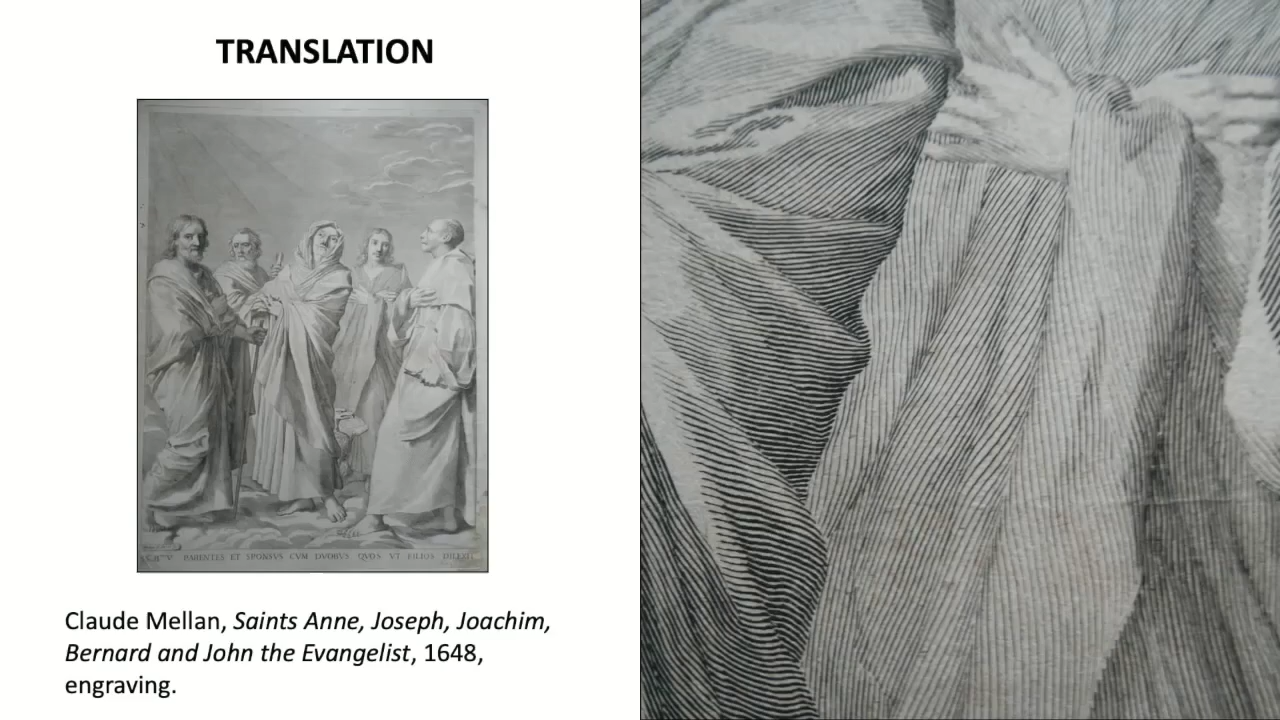 TRANSLATION
PARENTES ET SPONSVS CVM DVOBVS QVOS VT FILIOS
Claude Mellan, Saints Anne, Joseph, Joachim,
Bernard and John the Evangelist, 1648,
engraving.